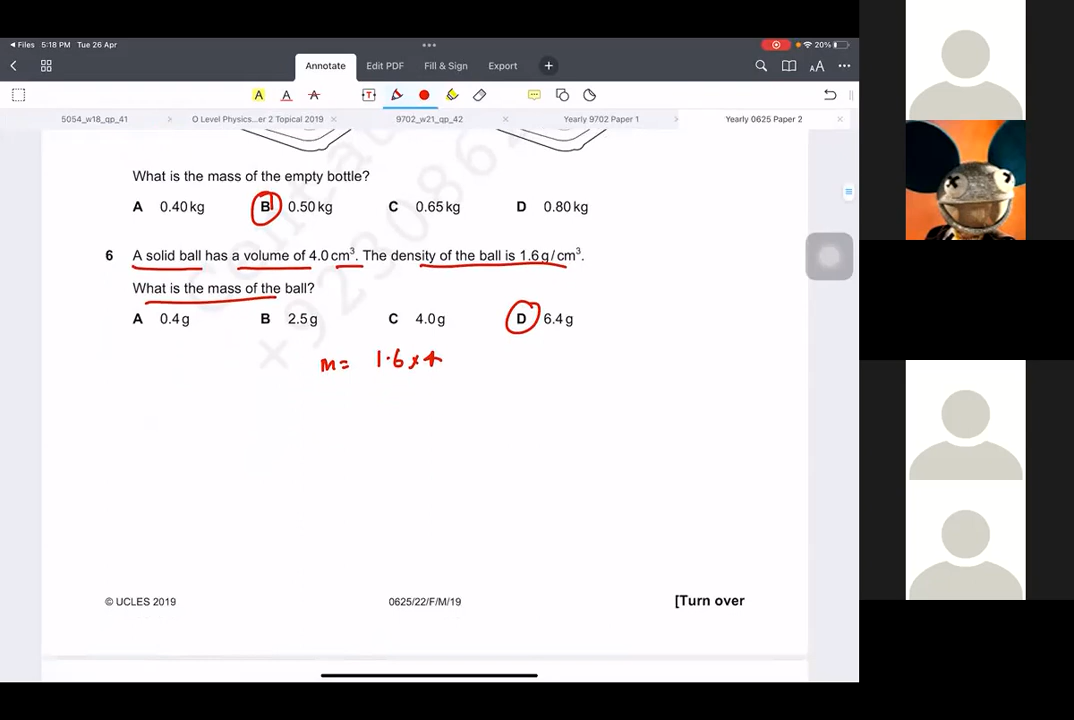 Files 5:18 PM Tue 26 Apr 20%
Annotate Edit PDF Fill & Sign Export
5054_w18_qp_41 O Level Physics...er 2 Topical 2019 9702_w21_qp_42 Yearly 9702 Paper 1 Yearly 0625 Paper 2
What is the mass of the empty bottle?
A 0.40 kg B 0.50 kg C 0.65 kg D 0.80 kg
6 A solid ball has a volume of 4.0 cm³. The density of the ball is 1.6 g / cm³.
What is the mass of the ball?
A 0.4 g B 2.5 g C 4.0 g D 6.4 g
m = 1.6 x 4
© UCLES 2019 0625/22/F/M/19 [Turn over